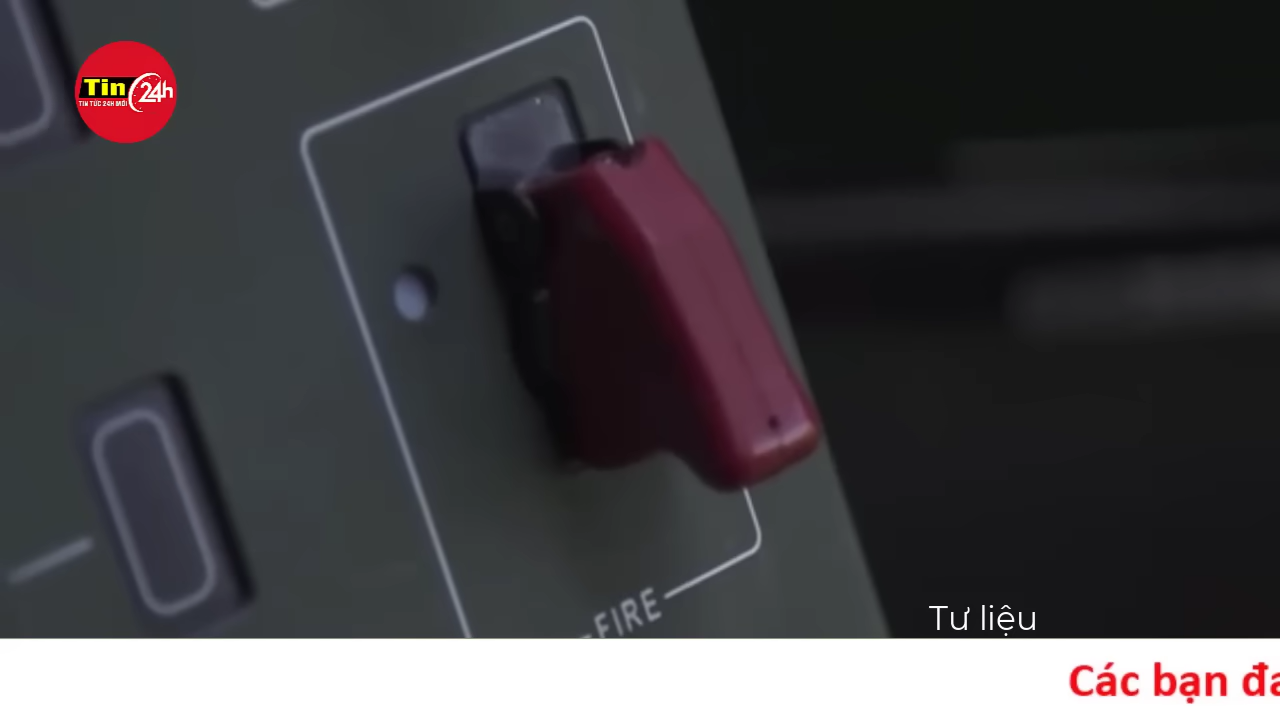 Tin 24h
TIN TỨC 24H MỚI
FIRE
Tư liệu
Các bạn đa